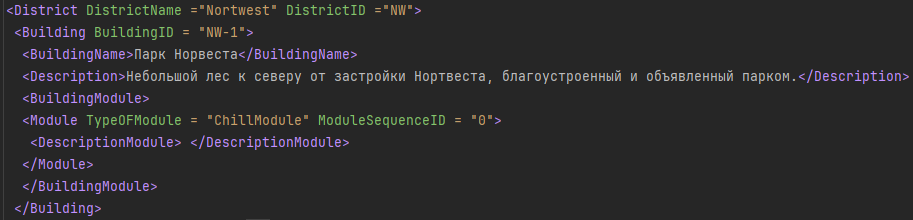 <District DistrictName ="Nortwest" DistrictID ="NW">
<Building BuildingID = "NW-1">
<BuildingName>Парк Норвеста</BuildingName>
<Description>Небольшой лес к северу от застройки Нортвеста, благоустроенный и объявленный парком.</Description>
<BuildingModule>
<Module TypeOFModule = "ChillModule" ModuleSequenceID = "0">
<DescriptionModule> </DescriptionModule>
</Module>
</BuildingModule>
</Building>